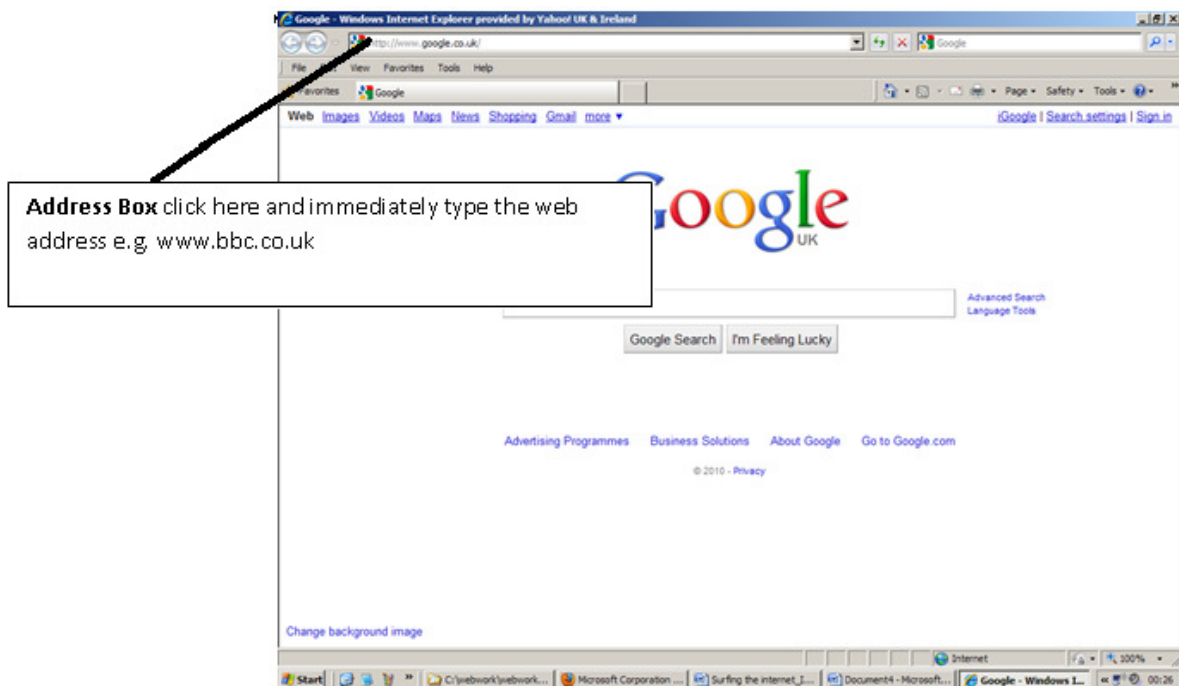 Google - Windows Internet Explorer provided by Yahoo! UK & Ireland
http://www.google.co.uk/
Google
File View Favorites Tools Help
Favorites Google
Page Safety Tools
Web Images Videos Maps News Shopping Gmail more
iGoogle | Search settings | Sign in
Address Box click here and immediately type the web
address e.g. www.bbc.co.uk
Google
UK
Advanced Search
Language Tools
Google Search I'm Feeling Lucky
Advertising Programmes Business Solutions About Google Go to Google.com
© 2010 - Privacy
Change background image
Internet 100%
Start C:\webwork\webwork... Microsoft Corporation ... Surfing the internet_I... Document4 - Microsoft... Google - Windows I... 00:26